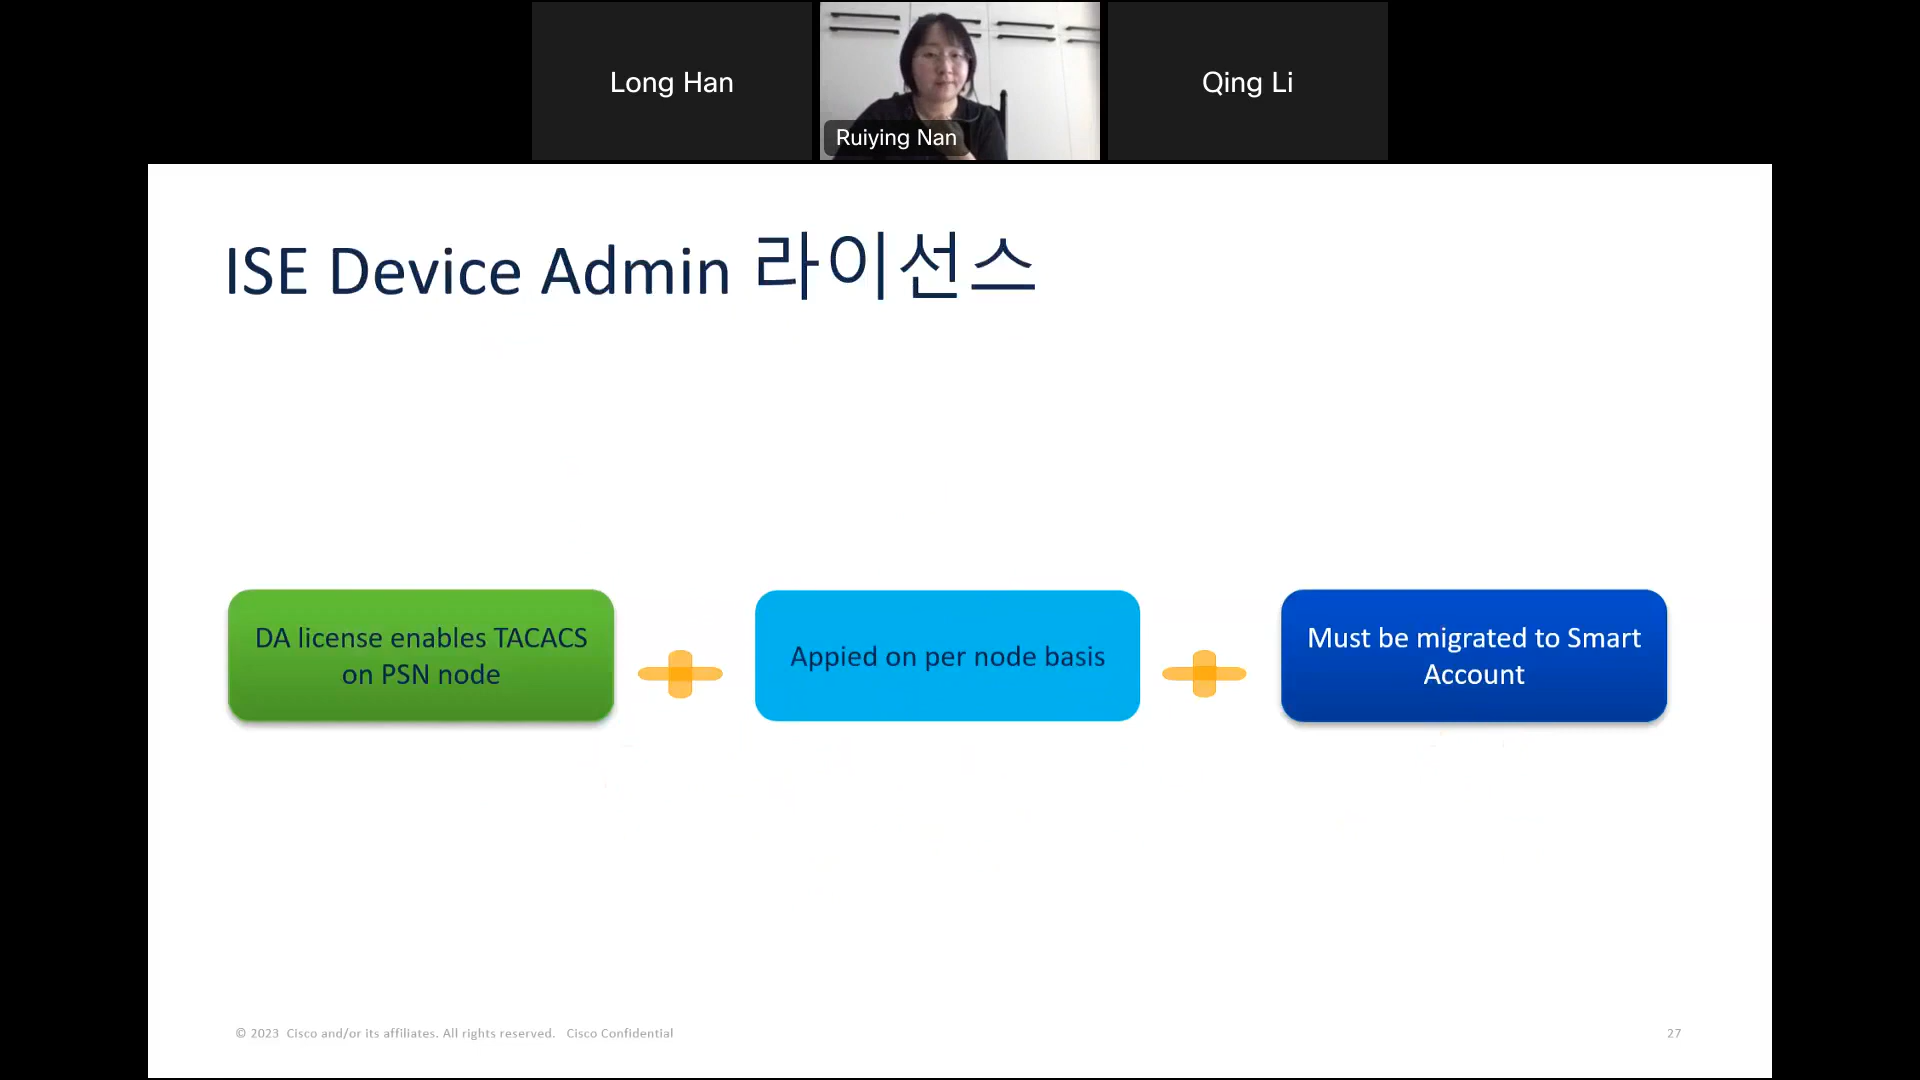 Long Han
Ruiying Nan
Qing Li
ISE Device Admin 라이선스
DA license enables TACACS
on PSN node
Appied on per node basis
Must be migrated to Smart
Account
© 2023 Cisco and/or its affiliates. All rights reserved. Cisco Confidential
27